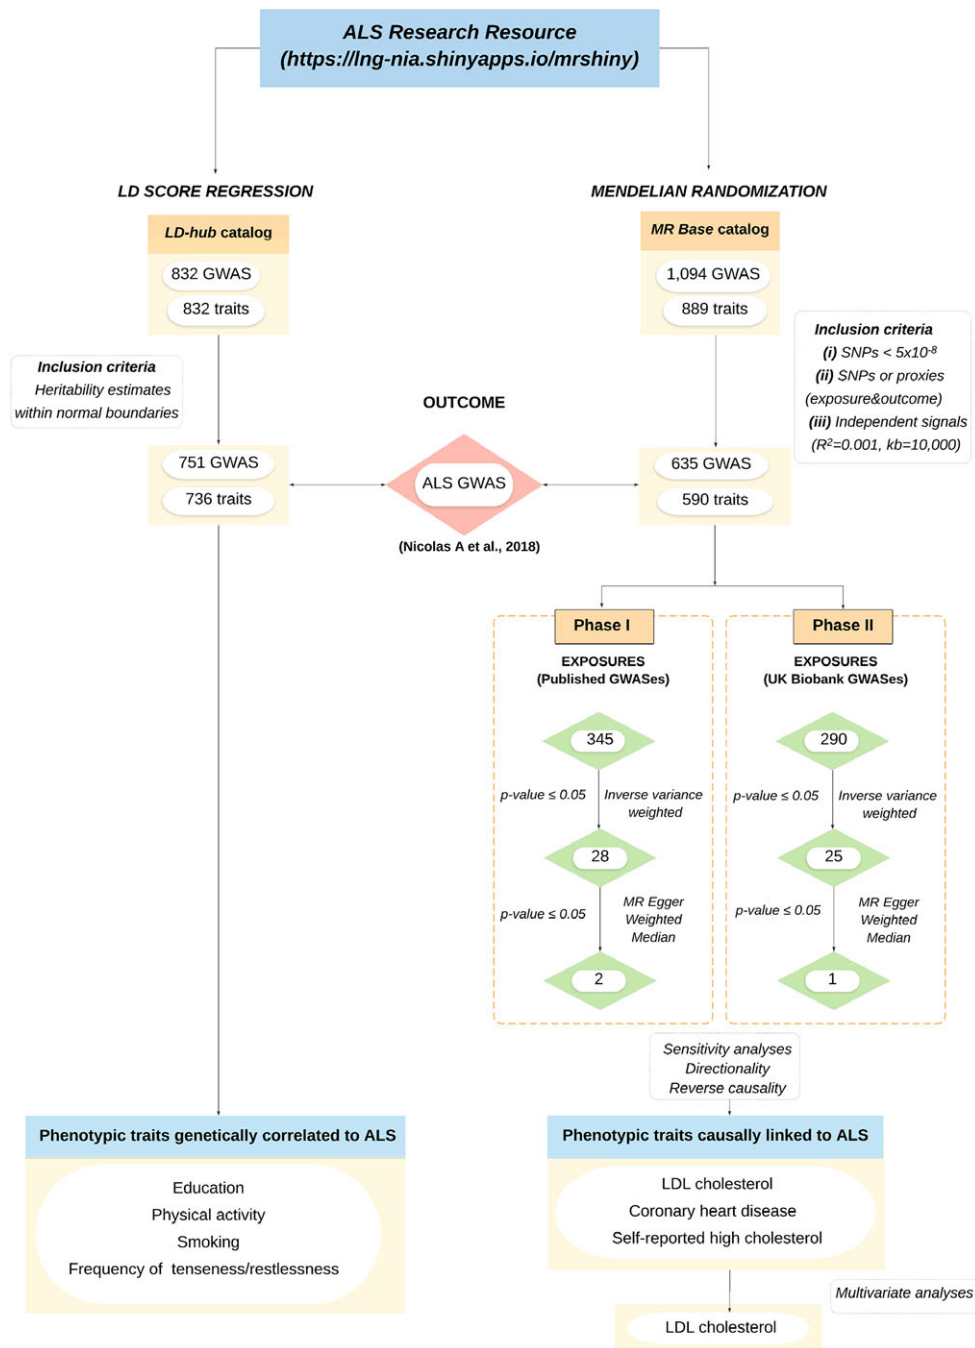 ALS Research Resource
(https://lng-nia.shinyapps.io/mrshiny)
LD SCORE REGRESSION
LD-hub catalog
832 GWAS
832 traits
Inclusion criteria
Heritability estimates
within normal boundaries
751 GWAS
736 traits
OUTCOME
ALS GWAS
(Nicolas A et al., 2018)
MENDELIAN RANDOMIZATION
MR Base catalog
1,094 GWAS
889 traits
Inclusion criteria
(i) SNPs < 5x10-8
(ii) SNPs or proxies
(exposure&outcome)
(iii) Independent signals
(R2=0.001, kb=10,000)
635 GWAS
590 traits
Phase I
EXPOSURES
(Published GWASes)
345
p-value ≤ 0.05
Inverse variance
weighted
28
p-value ≤ 0.05
MR Egger
Weighted
Median
2
Phase II
EXPOSURES
(UK Biobank GWASes)
290
p-value ≤ 0.05
Inverse variance
weighted
25
p-value ≤ 0.05
MR Egger
Weighted
Median
1
Sensitivity analyses
Directionality
Reverse causality
Phenotypic traits genetically correlated to ALS
Education
Physical activity
Smoking
Frequency of tenseness/restlessness
Phenotypic traits causally linked to ALS
LDL cholesterol
Coronary heart disease
Self-reported high cholesterol
Multivariate analyses
LDL cholesterol